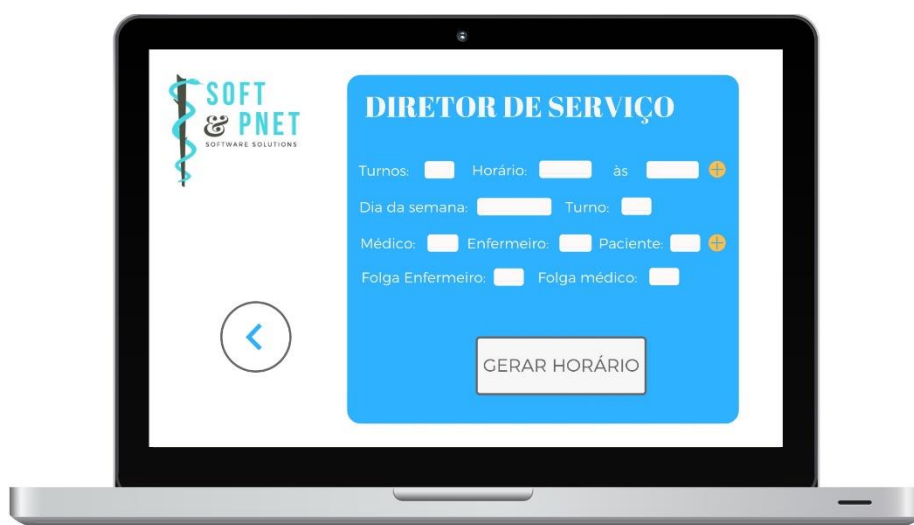 SOFT
& PNET
SOFTWARE SOLUTIONS
DIRETOR DE SERVIÇO
Turnos: Horário: às
Dia da semana: Turno:
Médico: Enfermeiro: Paciente:
Folga Enfermeiro: Folga médico:
GERAR HORÁRIO